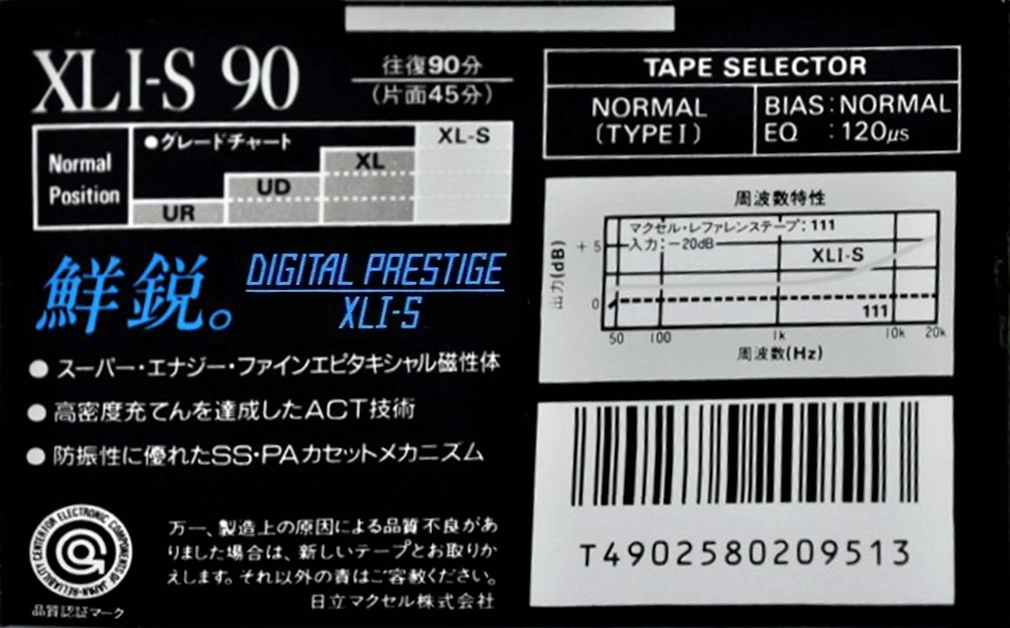 XLI-S 90
往復90分
(片面45分)
Normal
Position
●グレードチャート
UR
UD
XL
XL-S
鮮鋭。
DIGITAL PRESTIGE
XLI-S
●スーパー・エナジー・ファインエピタキシャル磁性体
●高密度充てんを達成したACT技術
●防振性に優れたSS・PAカセットメカニズム
RELIABILITY CENTER FOR ELECTRONIC COMPONENTS OF JAPAN
品質認証マーク
万一、製造上の原因による品質不良があ
りました場合は、新しいテープとお取りか
えします。それ以外の責はご容赦ください。
日立マクセル株式会社
TAPE SELECTOR
NORMAL
(TYPE I)
BIAS:NORMAL
EQ :120μs
周波数特性
マクセル・レファレンステープ:111
入力:-20dB
XLI-S
111
出力(dB)
+5
0
50 100 1k 10k 20k
周波数(Hz)
T4902580209513